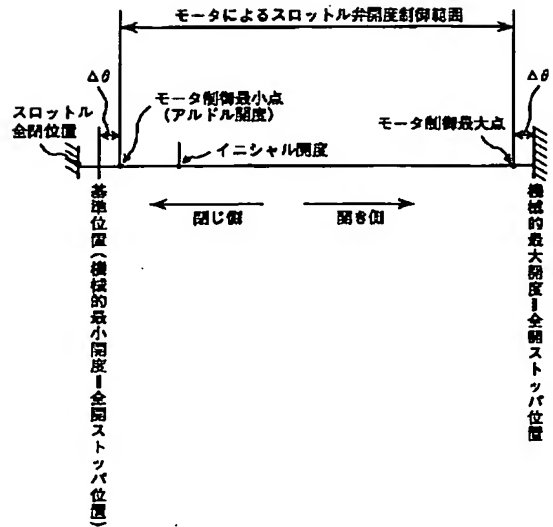 モータによるスロットル弁開度制御範囲
Δθ
Δθ
スロットル
全閉位置
モータ制御最小点
(アルドル開度)
モータ制御最大点
イニシャル開度
閉じ側
開き側
基準位置(機械的最小開度=全開ストッパ位置)
機械的最大開度=全開ストッパ位置